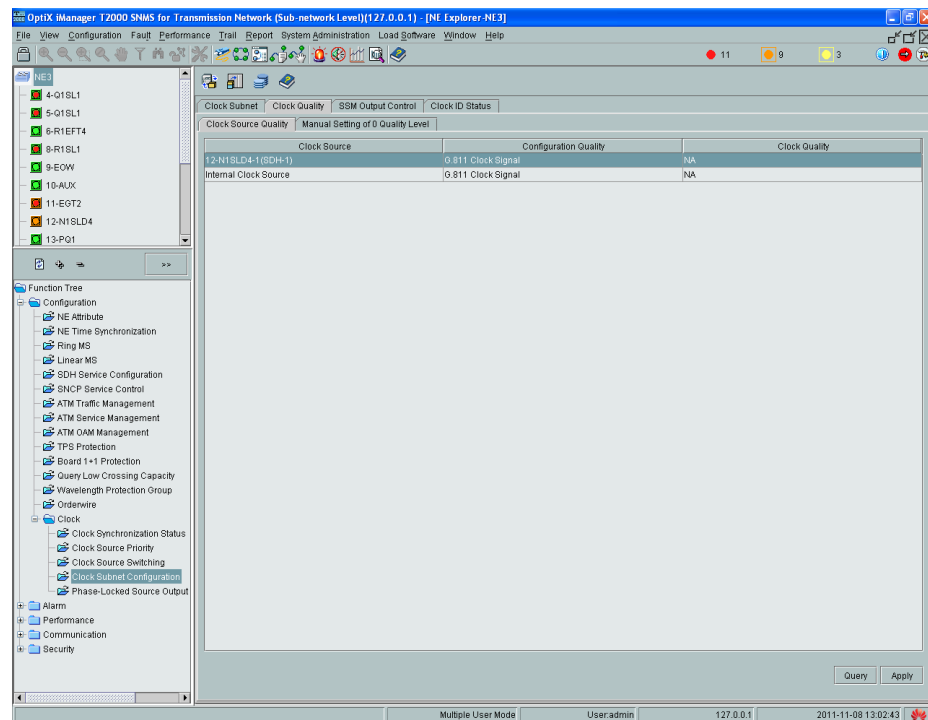 OptiX iManager T2000 SNMS for Transmission Network (Sub-network Level)(127.0.0.1) - [NE Explorer-NE3]
File View Configuration Fault Performance Trail Report System Administration Load Software Window Help
11 9 3
NE3
4-Q1SL1
5-Q1SL1
6-R1EFT4
8-R1SL1
9-EOW
10-AUX
11-EGT2
12-N1SLD4
13-PQ1
>>
Function Tree
Configuration
NE Attribute
NE Time Synchronization
Ring MS
Linear MS
SDH Service Configuration
SNCP Service Control
ATM Traffic Management
ATM Service Management
ATM OAM Management
TPS Protection
Board 1+1 Protection
Query Low Crossing Capacity
Wavelength Protection Group
Orderwire
Clock
Clock Synchronization Status
Clock Source Priority
Clock Source Switching
Clock Subnet Configuration
Phase-Locked Source Output
Alarm
Performance
Communication
Security
Clock Subnet Clock Quality SSM Output Control Clock ID Status
Clock Source Quality Manual Setting of 0 Quality Level
Clock Source Configuration Quality Clock Quality
12-N1SLD4-1(SDH-1) G.811 Clock Signal NA
Internal Clock Source G.811 Clock Signal NA
Query Apply
Multiple User Mode User:admin 127.0.0.1 2011-11-08 13:02:43